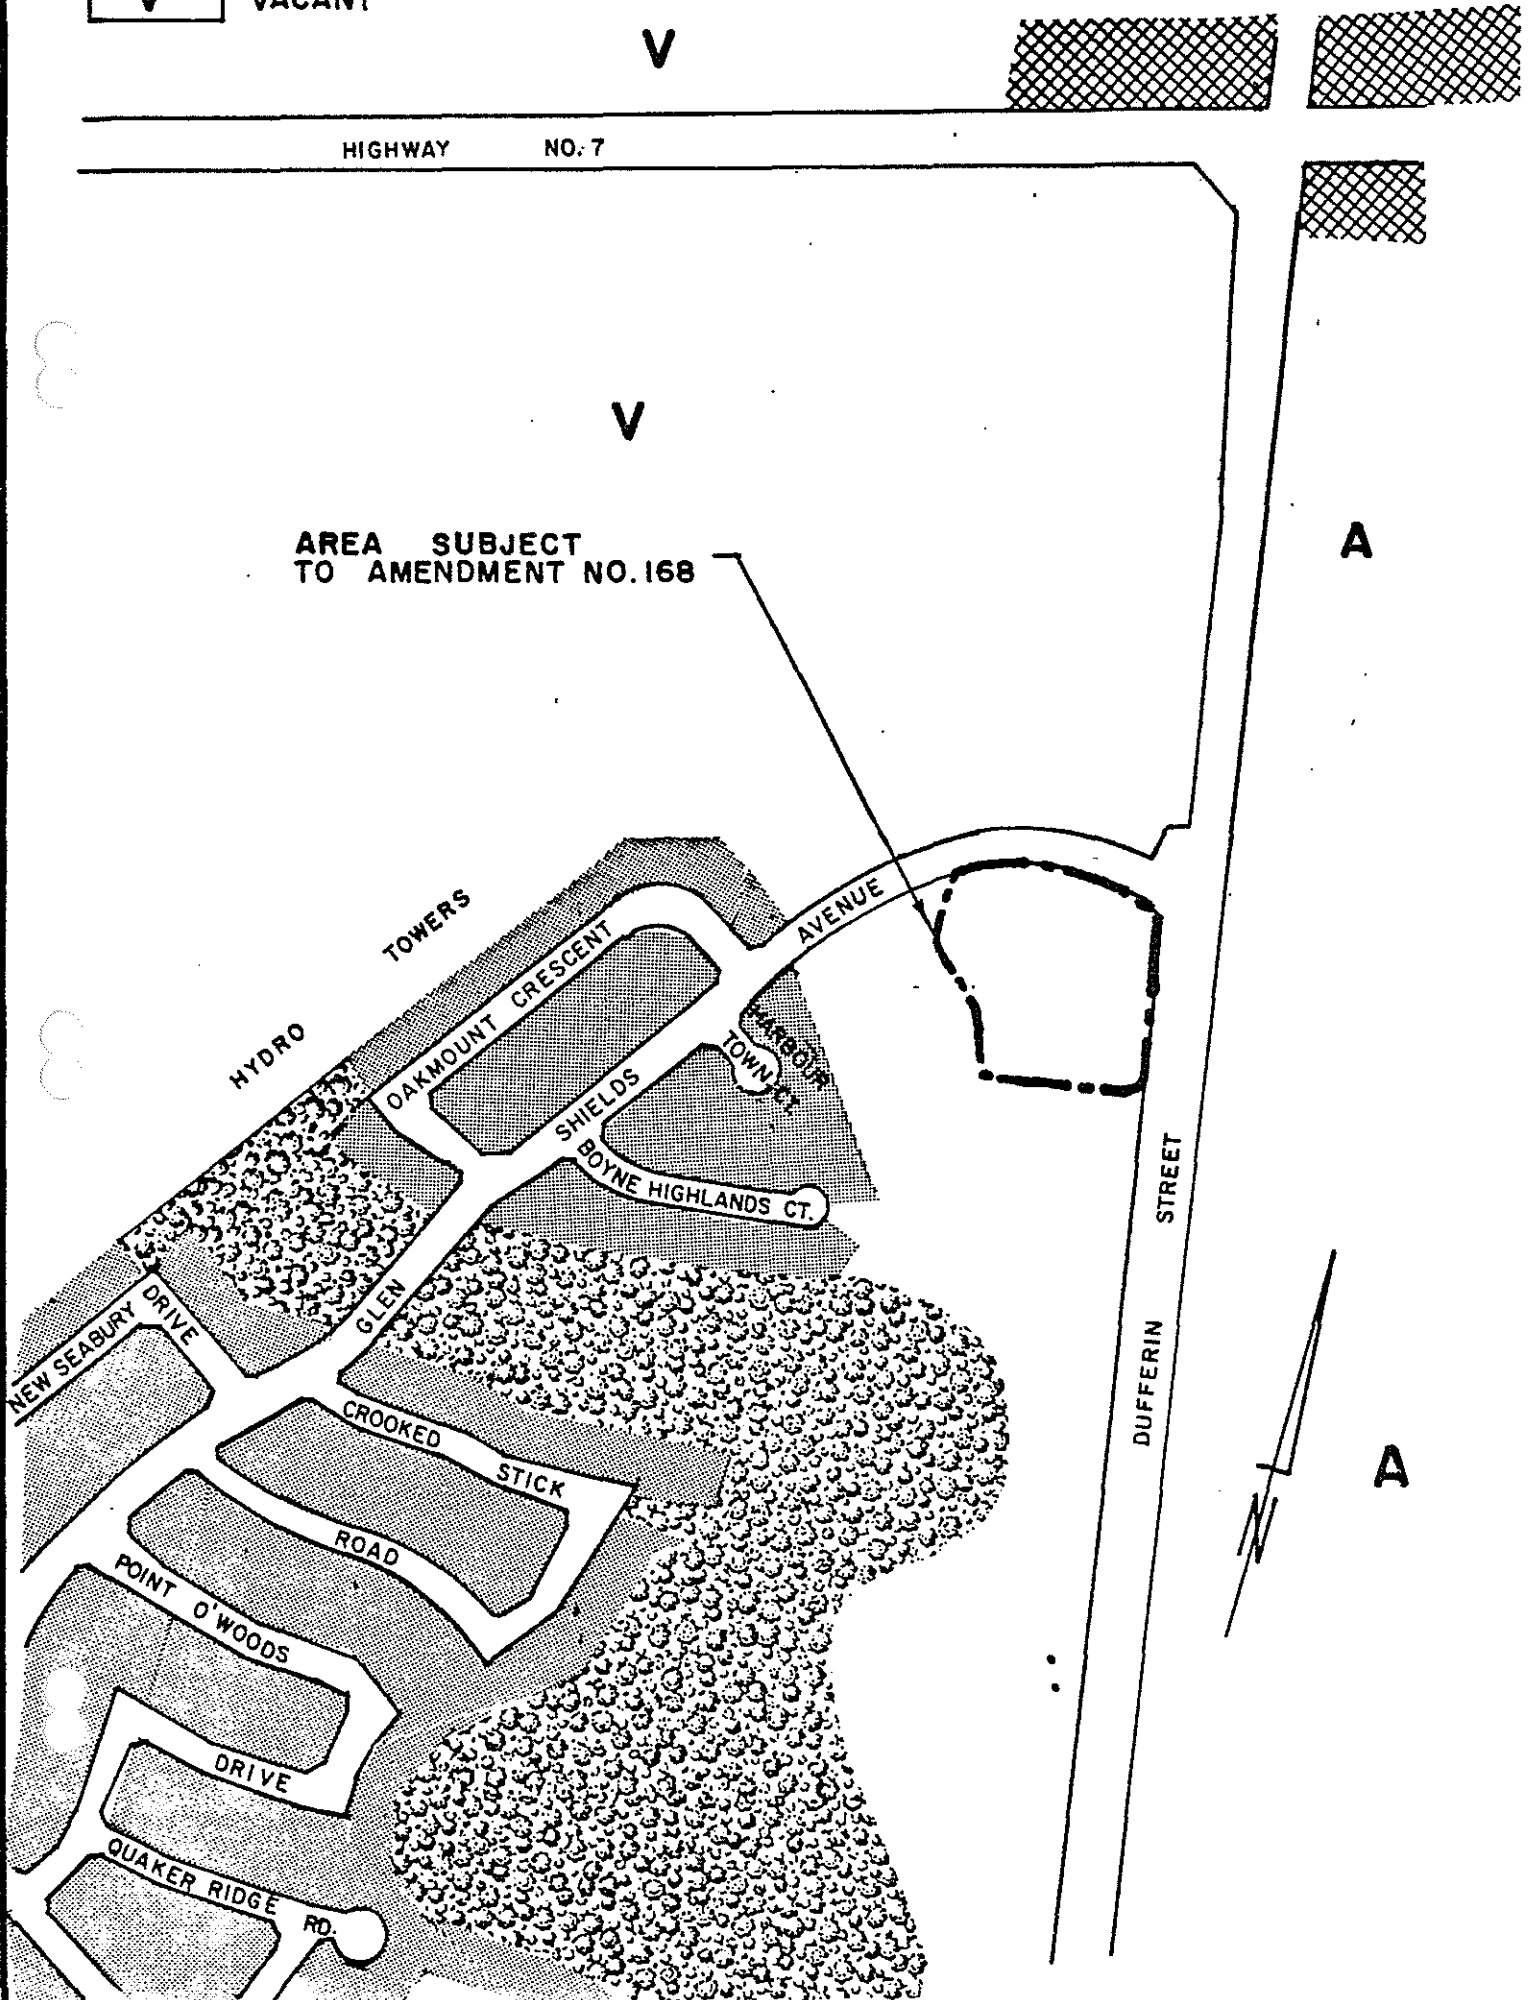 V VACANT
V
HIGHWAY NO. 7
V
AREA SUBJECT
TO AMENDMENT NO. 168
A
AVENUE
TOWERS
OAKMOUNT CRESCENT
HYDRO
HARBOUR
TOWN CT.
SHIELDS
BOYNE HIGHLANDS CT.
STREET
GLEN
DRIVE
NEW SEABURY
DUFFERIN
CROOKED
STICK
A
N
ROAD
POINT O'WOODS
DRIVE
QUAKER RIDGE RD.